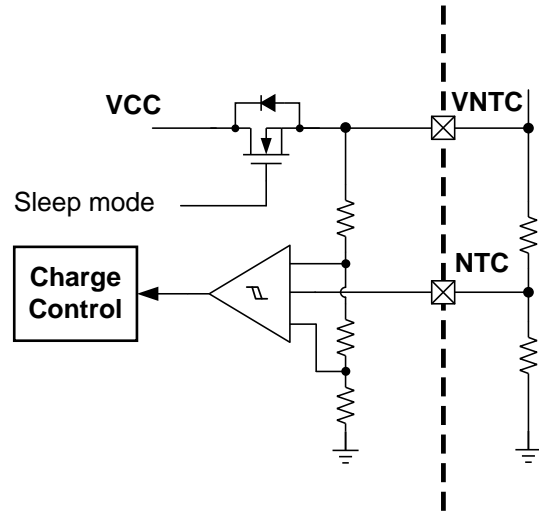 VCC
VNTC
Sleep mode
NTC
Charge
Control